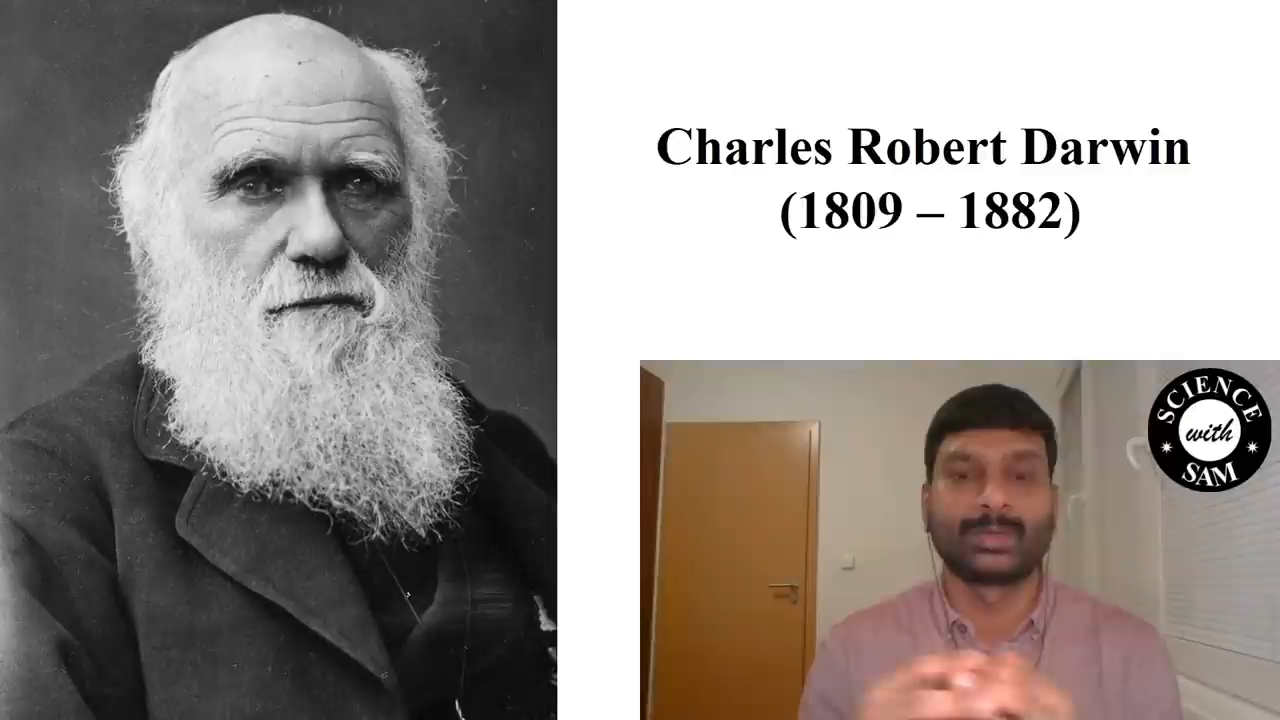 Charles Robert Darwin
(1809 – 1882)
SCIENCE
with
SAM